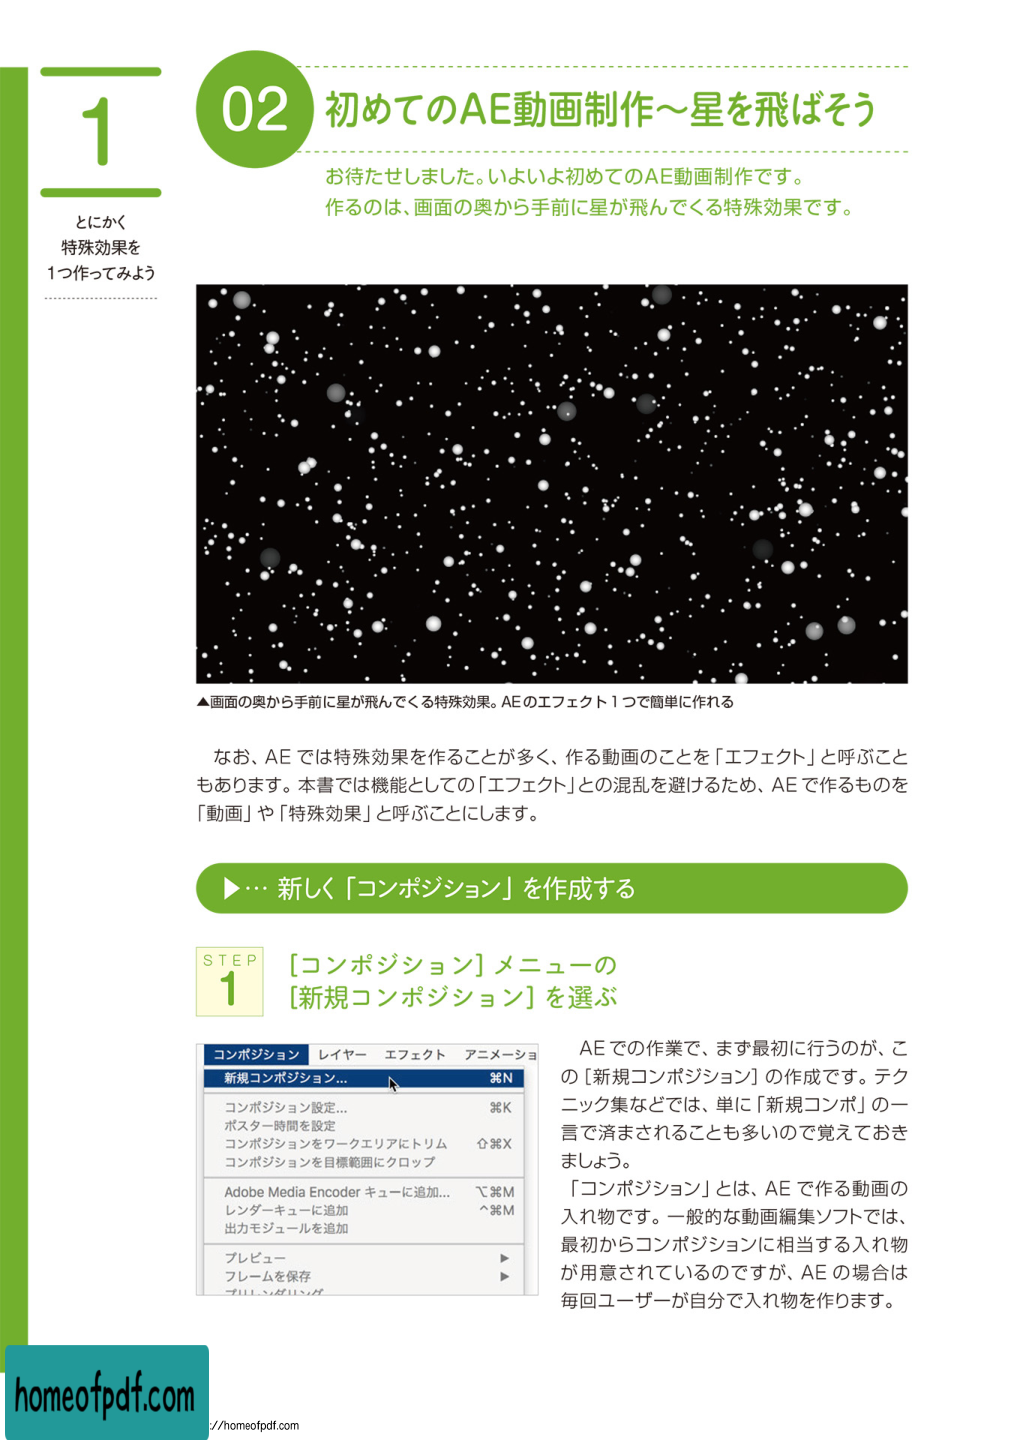 1
とにかく
特殊効果を
1つ作ってみよう
02
初めてのAE動画制作〜星を飛ばそう
お待たせしました。いよいよ初めてのAE動画制作です。
作るのは、画面の奥から手前に星が飛んでくる特殊効果です。
▲画面の奥から手前に星が飛んでくる特殊効果。AEのエフェクト1つで簡単に作れる
なお、AEでは特殊効果を作ることが多く、作る動画のことを「エフェクト」と呼ぶこと
もあります。本書では機能としての「エフェクト」との混乱を避けるため、AEで作るものを
「動画」や「特殊効果」と呼ぶことにします。
▶… 新しく「コンポジション」を作成する
STEP
1
[コンポジション]メニューの
[新規コンポジション]を選ぶ
コンポジション レイヤー エフェクト アニメーショ
新規コンポジション... ⌘N
コンポジション設定... ⌘K
ポスター時間を設定
コンポジションをワークエリアにトリム ⇧⌘X
コンポジションを目標範囲にクロップ
Adobe Media Encoder キューに追加... ⌥⌘M
レンダーキューに追加 ^⌘M
出力モジュールを追加
プレビュー ▶
フレームを保存 ▶
プリレンダリング
AEでの作業で、まず最初に行うのが、こ
の[新規コンポジション]の作成です。テク
ニック集などでは、単に「新規コンポ」の一
言で済まされることも多いので覚えておき
ましょう。
「コンポジション」とは、AEで作る動画の
入れ物です。一般的な動画編集ソフトでは、
最初からコンポジションに相当する入れ物
が用意されているのですが、AEの場合は
毎回ユーザーが自分で入れ物を作ります。
homeofpdf.com
://homeofpdf.com